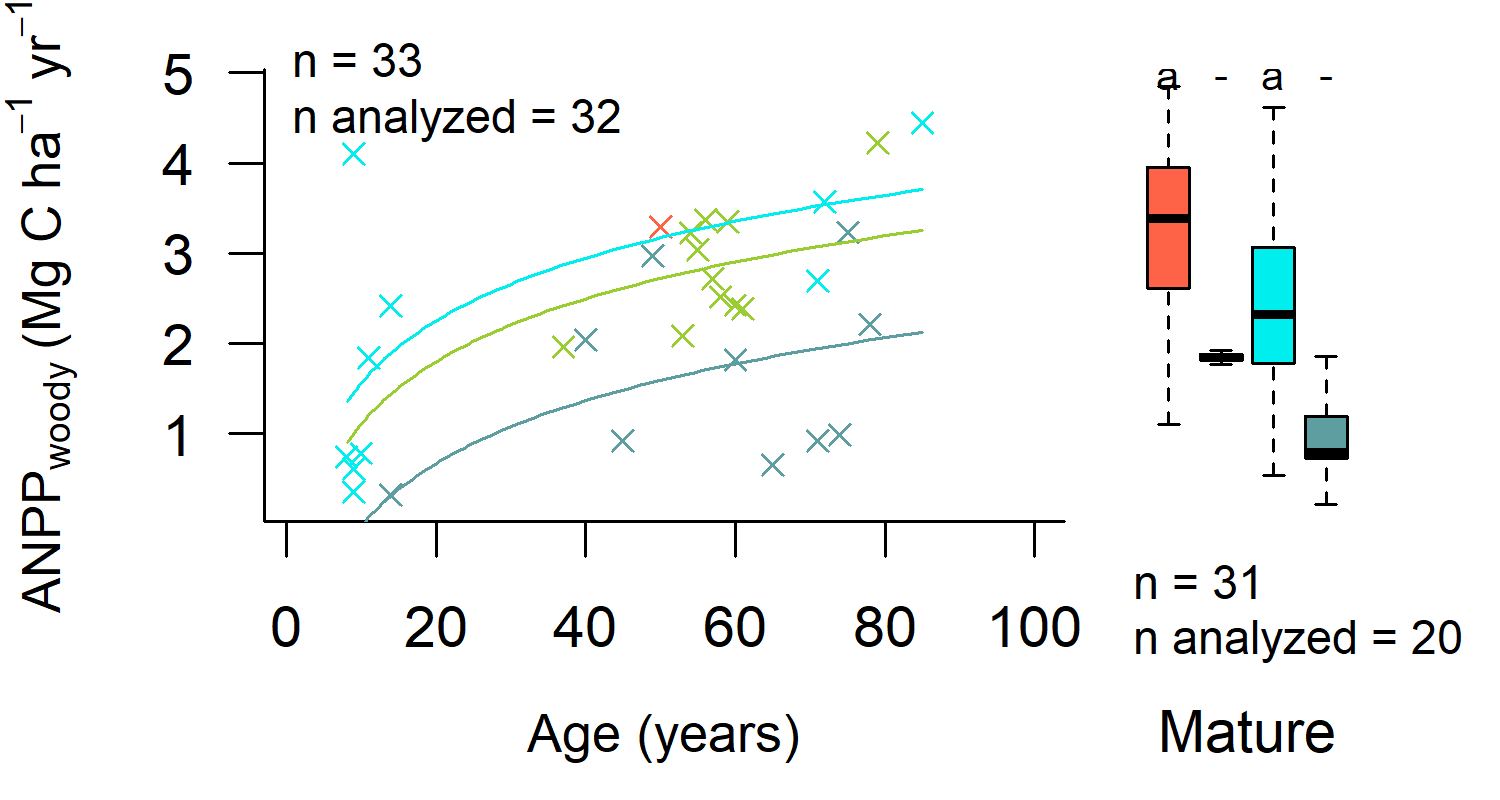 n = 33
n analyzed = 32
5
4
3
2
1
ANPPwoody (Mg C ha−1 yr−1
0 20 40 60 80 100
Age (years)
a - a -
n = 31
n analyzed = 20
Mature